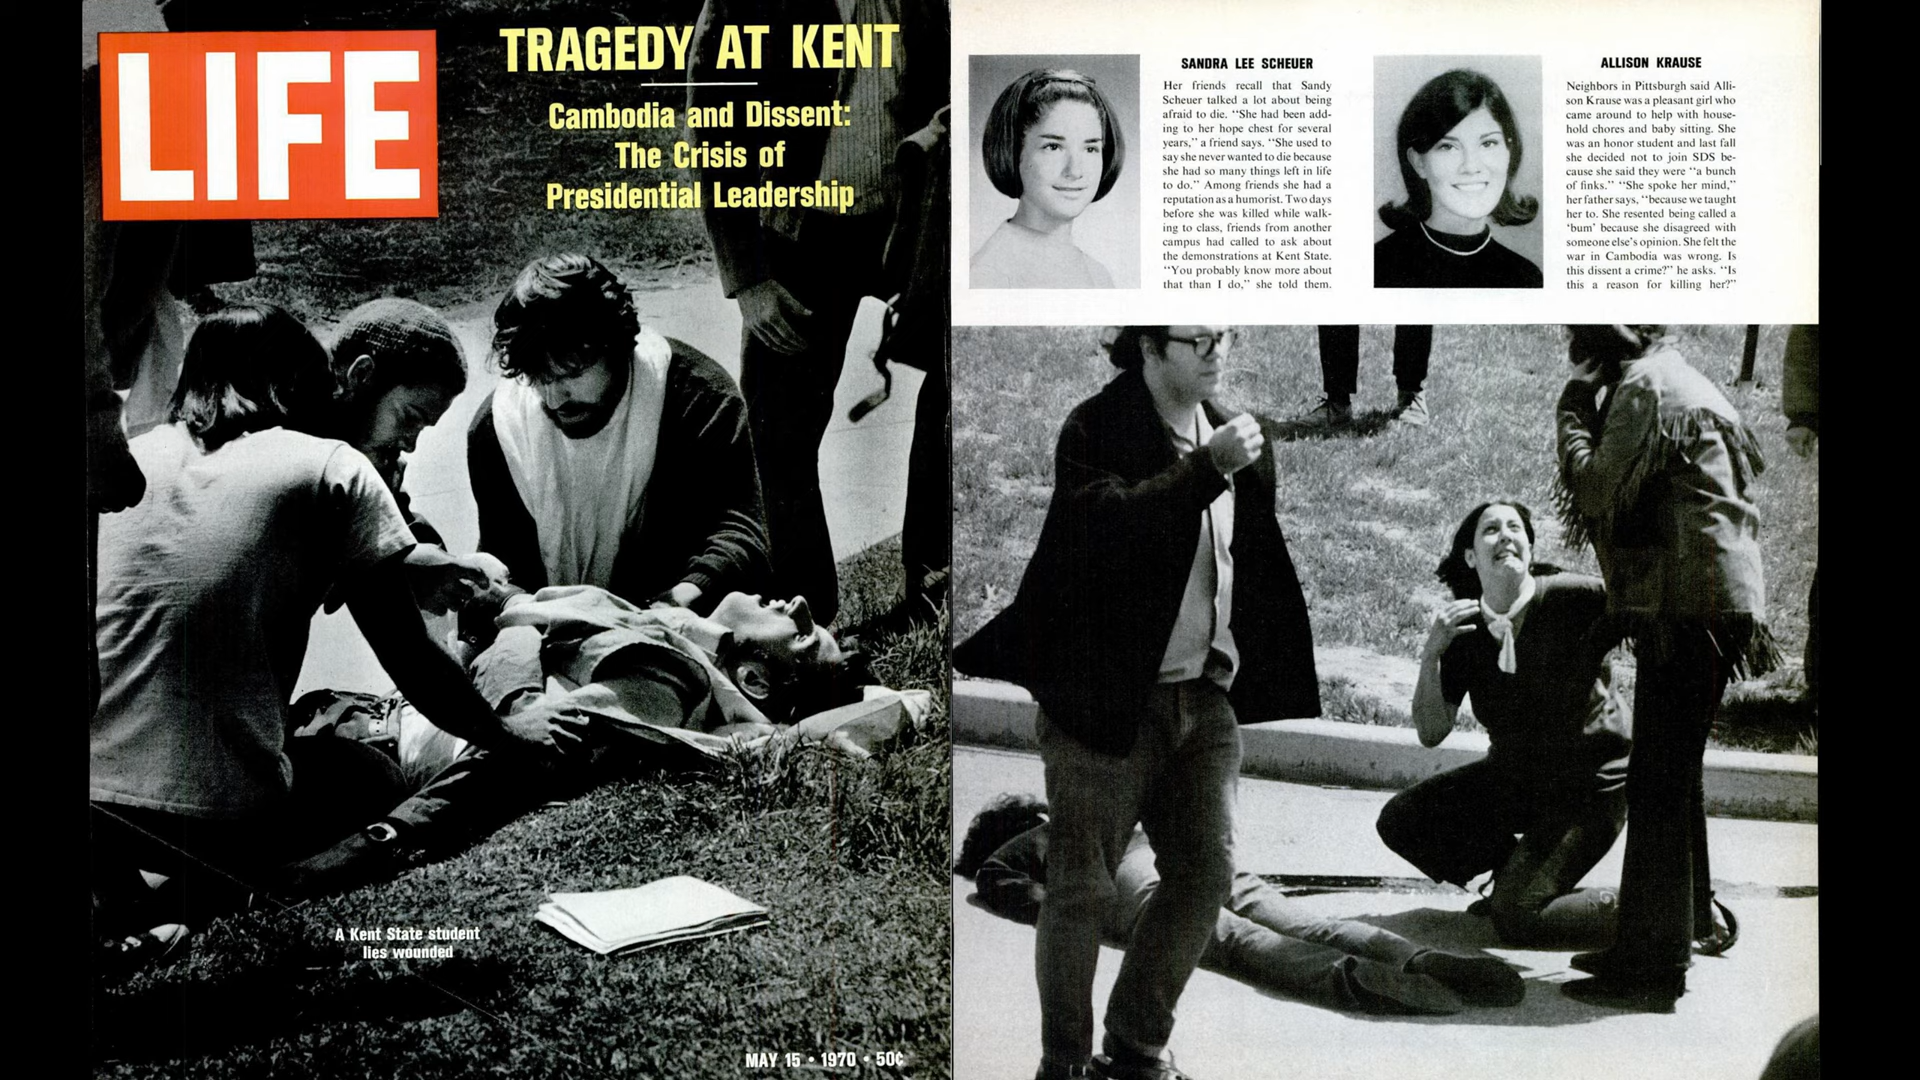 LIFE
TRAGEDY AT KENT
Cambodia and Dissent:
The Crisis of
Presidential Leadership
A Kent State student
lies wounded
MAY 15 • 1970 • 50¢
SANDRA LEE SCHEUER
Her friends recall that Sandy
Scheuer talked a lot about being
afraid to die. “She had been add-
ing to her hope chest for several
years,” a friend says. “She used to
say she never wanted to die because
she had so many things left in life
to do.” Among friends she had a
reputation as a humorist. Two days
before she was killed while walk-
ing to class, friends from another
campus had called to ask about
the demonstrations at Kent State.
“You probably know more about
that than I do,” she told them.
ALLISON KRAUSE
Neighbors in Pittsburgh said Alli-
son Krause was a pleasant girl who
came around to help with house-
hold chores and baby sitting. She
was an honor student and last fall
she decided not to join SDS be-
cause she said they were “a bunch
of finks.” “She spoke her mind,”
her father says, “because we taught
her to. She resented being called a
‘bum’ because she disagreed with
someone else’s opinion. She felt the
war in Cambodia was wrong. Is
this dissent a crime?” he asks. “Is
this a reason for killing her?”